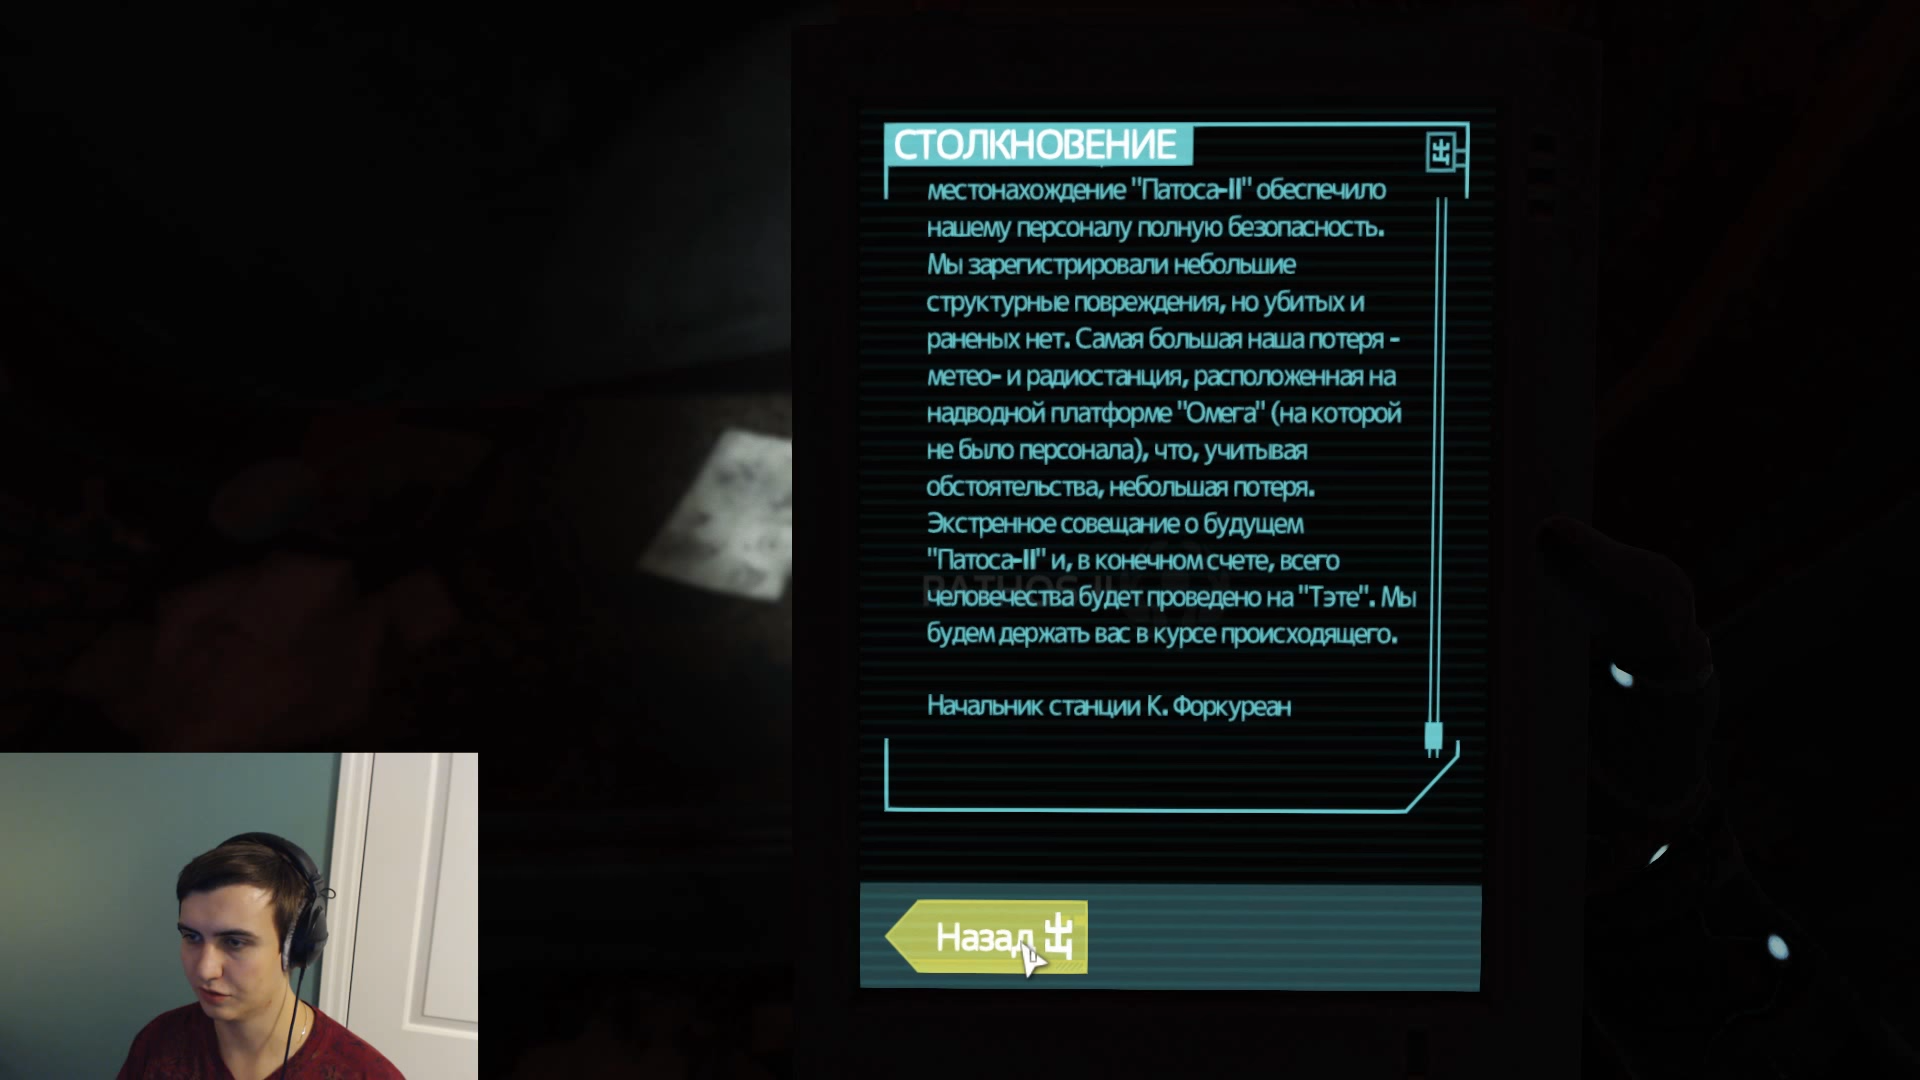 СТОЛКНОВЕНИЕ
местонахождение "Патоса-II" обеспечило
нашему персоналу полную безопасность.
Мы зарегистрировали небольшие
структурные повреждения, но убитых и
раненых нет. Самая большая наша потеря -
метео- и радиостанция, расположенная на
надводной платформе "Омега" (на которой
не было персонала), что, учитывая
обстоятельства, небольшая потеря.
Экстренное совещание о будущем
"Патоса-II" и, в конечном счете, всего
PATHOS-II
человечества будет проведено на "Тэте". Мы
будем держать вас в курсе происходящего.
Начальник станции К. Форкуреан
Назад